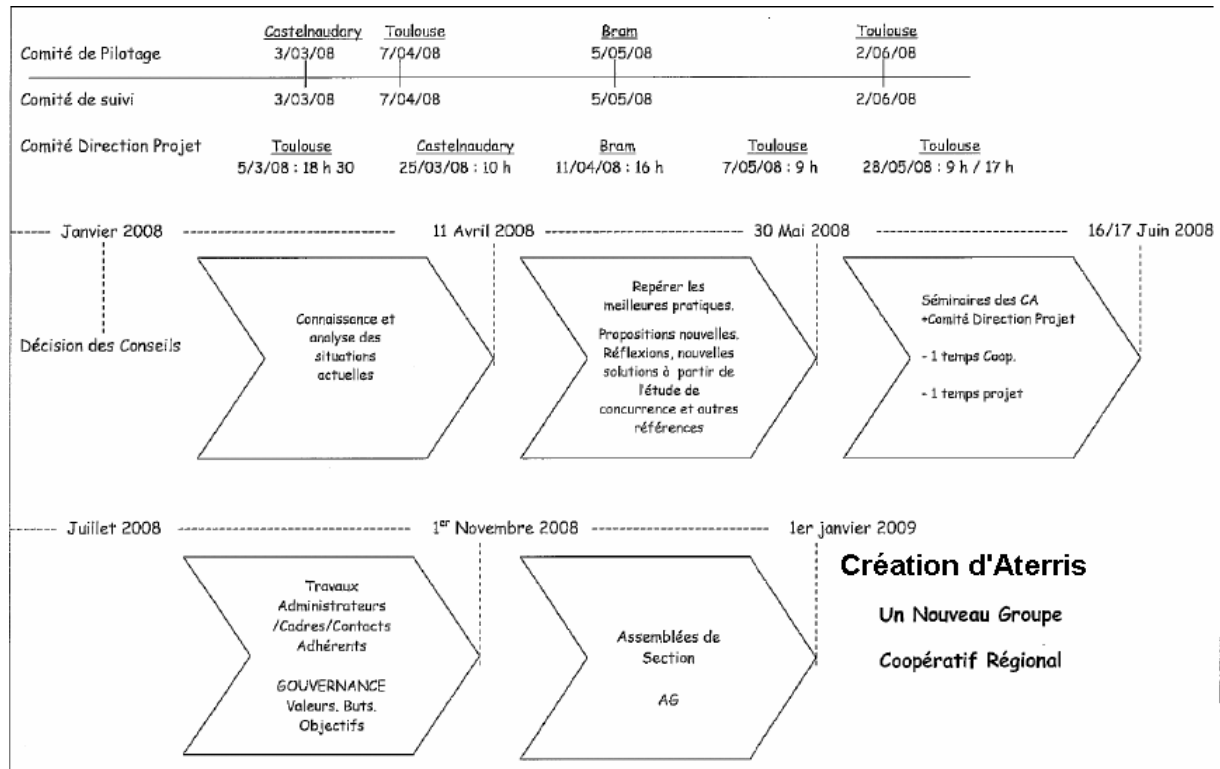 Castelnaudary Toulouse Bram Toulouse
Comité de Pilotage 3/03/08 7/04/08 5/05/08 2/06/08
Comité de suivi 3/03/08 7/04/08 5/05/08 2/06/08
Comité Direction Projet Toulouse Castelnaudary Bram Toulouse Toulouse
5/3/08 : 18 h 30 25/03/08 : 10 h 11/04/08 : 16 h 7/05/08 : 9 h 28/05/08 : 9 h / 17 h
Janvier 2008 11 Avril 2008 30 Mai 2008 16/17 Juin 2008
Décision des Conseils
Connaissance et
analyse des
situations
actuelles
Repérer les
meilleures pratiques.
Propositions nouvelles.
Réflexions, nouvelles
solutions à partir de
l'étude de
concurrence et autres
références
Séminaires des CA
+Comité Direction Projet
- 1 temps Coop.
- 1 temps projet
Juillet 2008 1er Novembre 2008 1er janvier 2009
Travaux
Administrateurs
/Cadres/Contacts
Adhérents
GOUVERNANCE
Valeurs. Buts.
Objectifs
Assemblées de
Section
AG
Création d'Aterris
Un Nouveau Groupe
Coopératif Régional